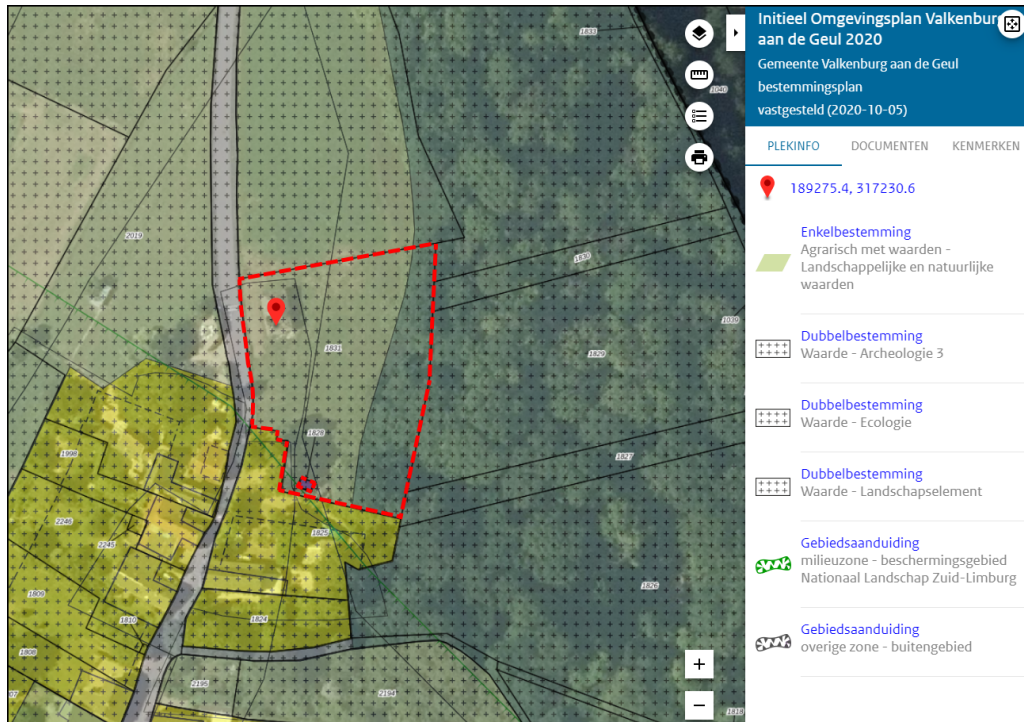 Initieel Omgevingsplan Valkenburg
aan de Geul 2020
Gemeente Valkenburg aan de Geul
bestemmingsplan
vastgesteld (2020-10-05)
PLEKINFO DOCUMENTEN KENMERKEN
189275.4, 317230.6
Enkelbestemming
Agrarisch met waarden -
Landschappelijke en natuurlijke
waarden
Dubbelbestemming
Waarde - Archeologie 3
Dubbelbestemming
Waarde - Ecologie
Dubbelbestemming
Waarde - Landschapselement
Gebiedsaanduiding
milieuzone - beschermingsgebied
Nationaal Landschap Zuid-Limburg
Gebiedsaanduiding
overige zone - buitengebied
1833
2019
1830
1831
1829
1828
1998
1827
2246
1825
2245
1826
1809
1810
1824
1808
2195
2194
1818
+
−